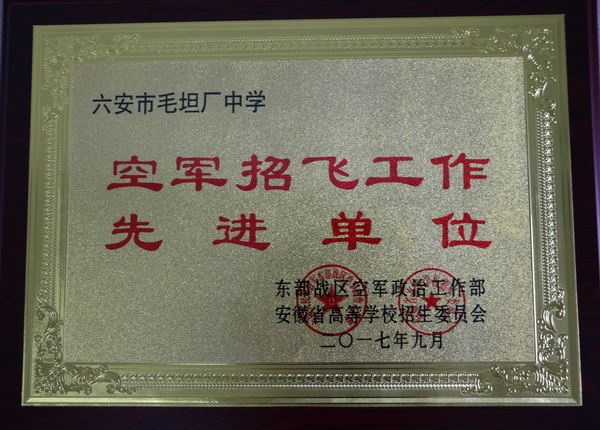 六安市毛坦厂中学
空军招飞工作
先进单位
东部战区空军政治工作部
安徽省高等学校招生委员会
二〇一七年九月